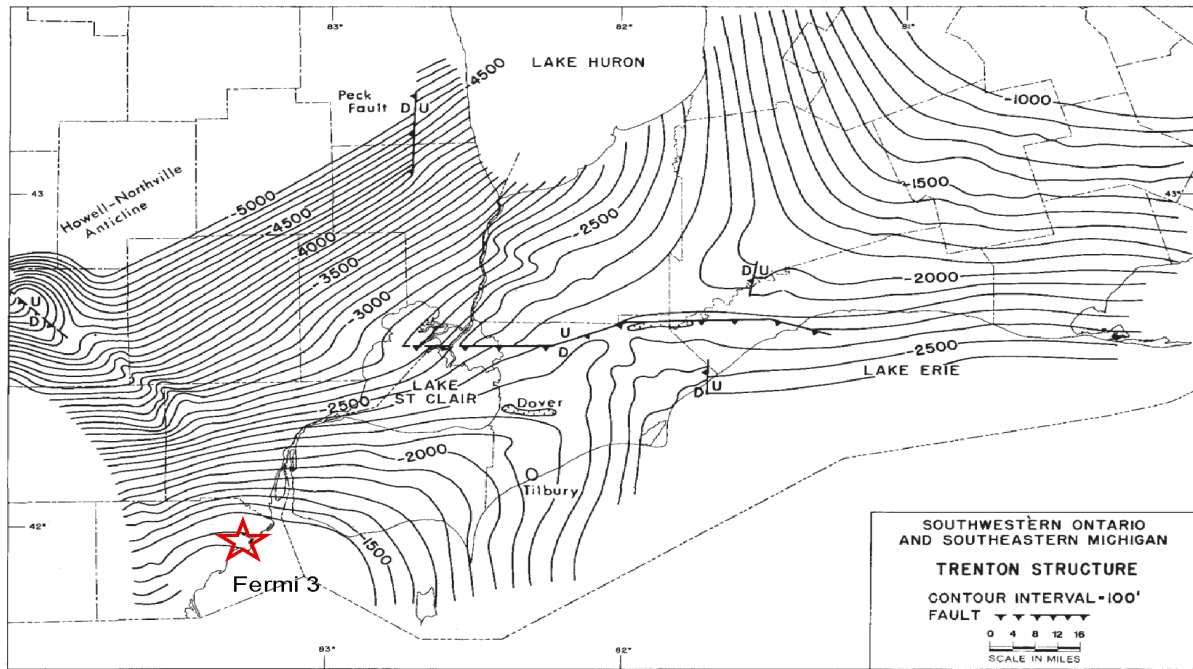 83°
82
81°
LAKE HURON
-4500
-1000
Peck
Fault
D U
43
43°
Howell-Northville
Anticline
-5000
-4500
-4000
-3500
-3000
-2500
-1500
D U
-2000
U
D
U
D
-2500
LAKE
ST CLAIR
LAKE ERIE
D U
-2500
Dover
-2000
Tilbury
42°
-1500
Fermi 3
SOUTHWESTERN ONTARIO
AND SOUTHEASTERN MICHIGAN
TRENTON STRUCTURE
CONTOUR INTERVAL-100'
FAULT
0 4 8 12 16
SCALE IN MILES
83°
82